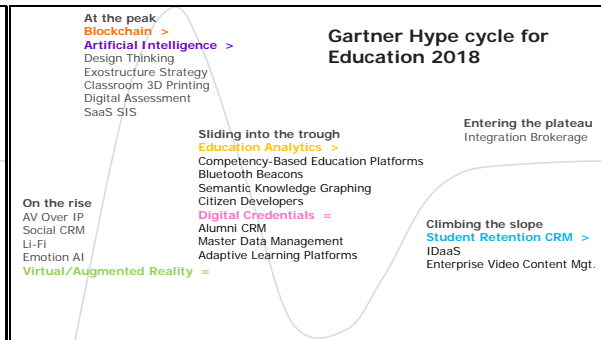 At the peak
Blockchain >
Artificial Intelligence >
Design Thinking
Exostructure Strategy
Classroom 3D Printing
Digital Assessment
SaaS SIS
Gartner Hype cycle for
Education 2018
Sliding into the trough
Education Analytics >
Competency-Based Education Platforms
Bluetooth Beacons
Semantic Knowledge Graphing
Citizen Developers
Digital Credentials =
Alumni CRM
Master Data Management
Adaptive Learning Platforms
Entering the plateau
Integration Brokerage
On the rise
AV Over IP
Social CRM
Li-Fi
Emotion AI
Virtual/Augmented Reality =
Climbing the slope
Student Retention CRM >
IDaaS
Enterprise Video Content Mgt.